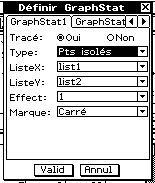 Définir GraphStat
GraphStat1 GraphStat
Tracé: Oui Non
Type: Pts isolés
ListeX: list1
ListeY: list2
Effect: 1
Marque: Carré
Valid Annul